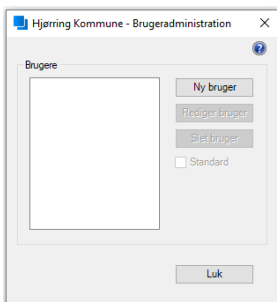 Hjørring Kommune - Brugeradministration
Brugere
Ny bruger
Rediger bruger
Slet bruger
Standard
Luk